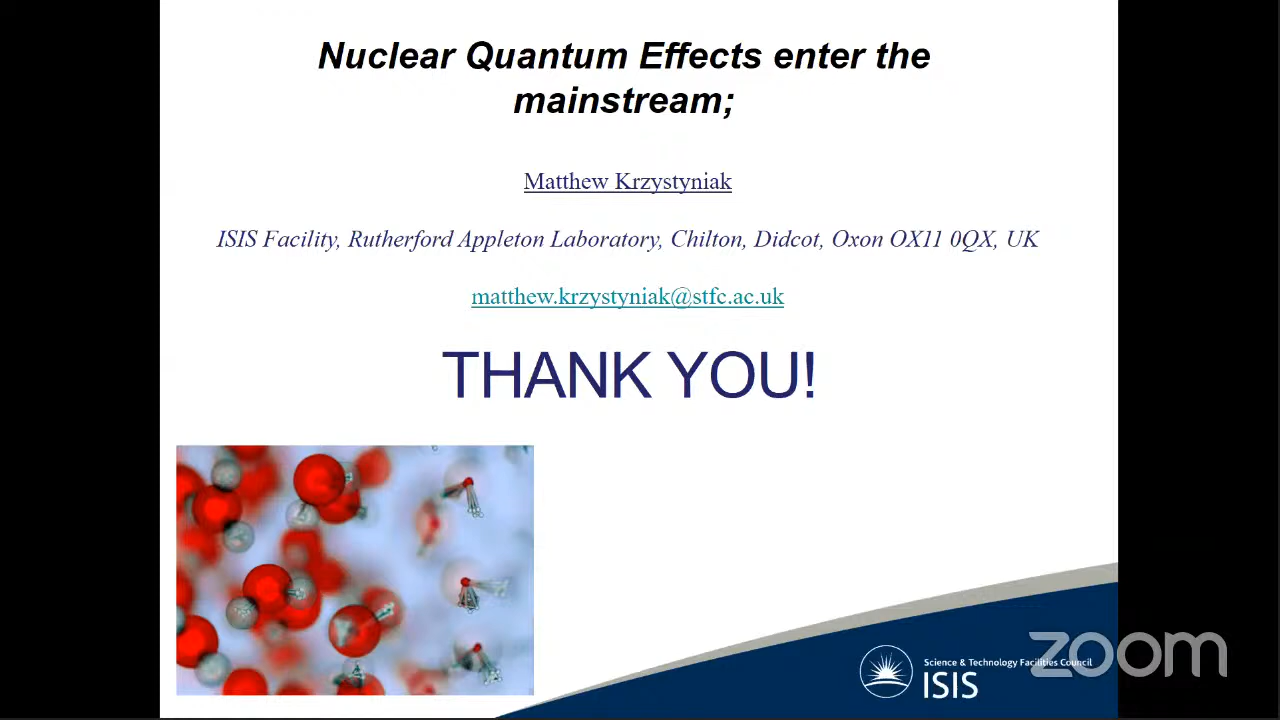 Nuclear Quantum Effects enter the
mainstream;
Matthew Krzystyniak
ISIS Facility, Rutherford Appleton Laboratory, Chilton, Didcot, Oxon OX11 0QX, UK
matthew.krzystyniak@stfc.ac.uk
THANK YOU!
Science & Technology Facilities Council
ISIS
zoom